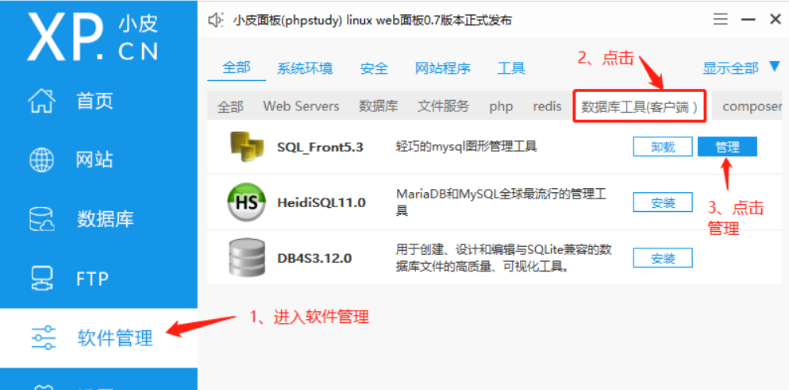 XP.CN 小皮
小皮面板(phpstudy) linux web面板0.7版本正式发布
首页
网站
数据库
FTP
软件管理
全部 系统环境 安全 网站程序 工具 显示全部
2、点击
全部 Web Servers 数据库 文件服务 php redis 数据库工具(客户端 ) composer
SQL_Front5.3 轻巧的mysql图形管理工具 卸载 管理
HeidiSQL11.0 MariaDB和MySQL全球最流行的管理工
具 安装
3、点击
管理
DB4S3.12.0 用于创建、设计和编辑与SQLite兼容的数
据库文件的高质量、可视化工具。 安装
1、进入软件管理